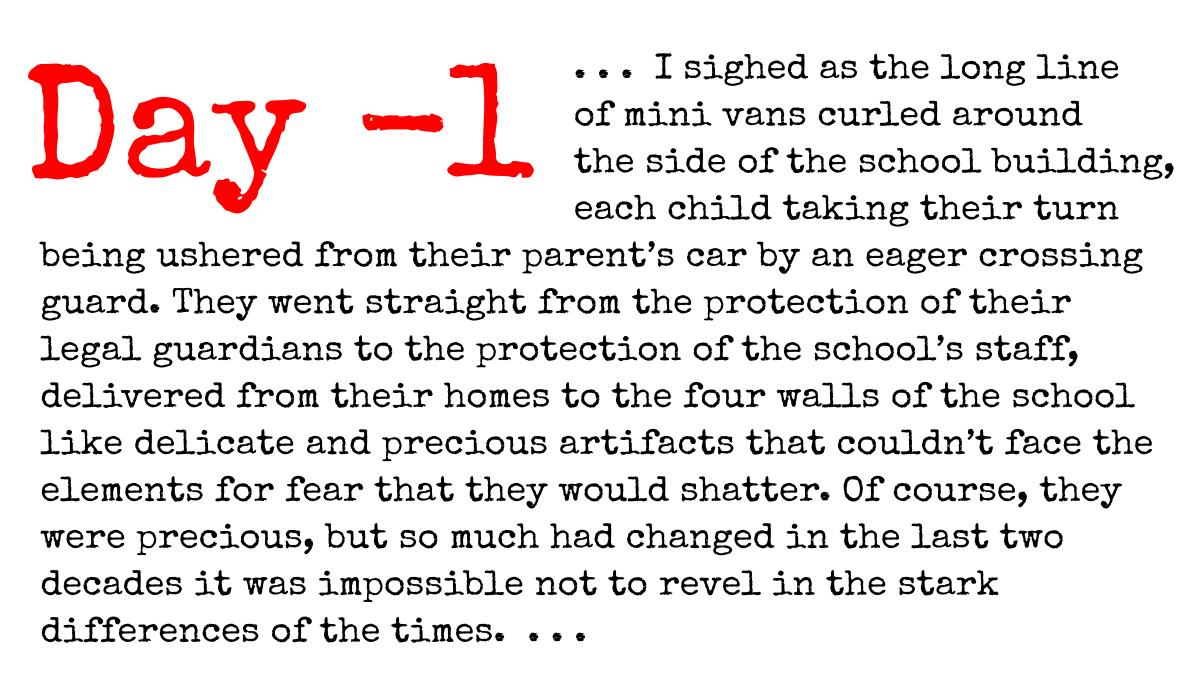 Day -1
... I sighed as the long line
of mini vans curled around
the side of the school building,
each child taking their turn
being ushered from their parent’s car by an eager crossing
guard. They went straight from the protection of their
legal guardians to the protection of the school’s staff,
delivered from their homes to the four walls of the school
like delicate and precious artifacts that couldn’t face the
elements for fear that they would shatter. Of course, they
were precious, but so much had changed in the last two
decades it was impossible not to revel in the stark
differences of the times. ...